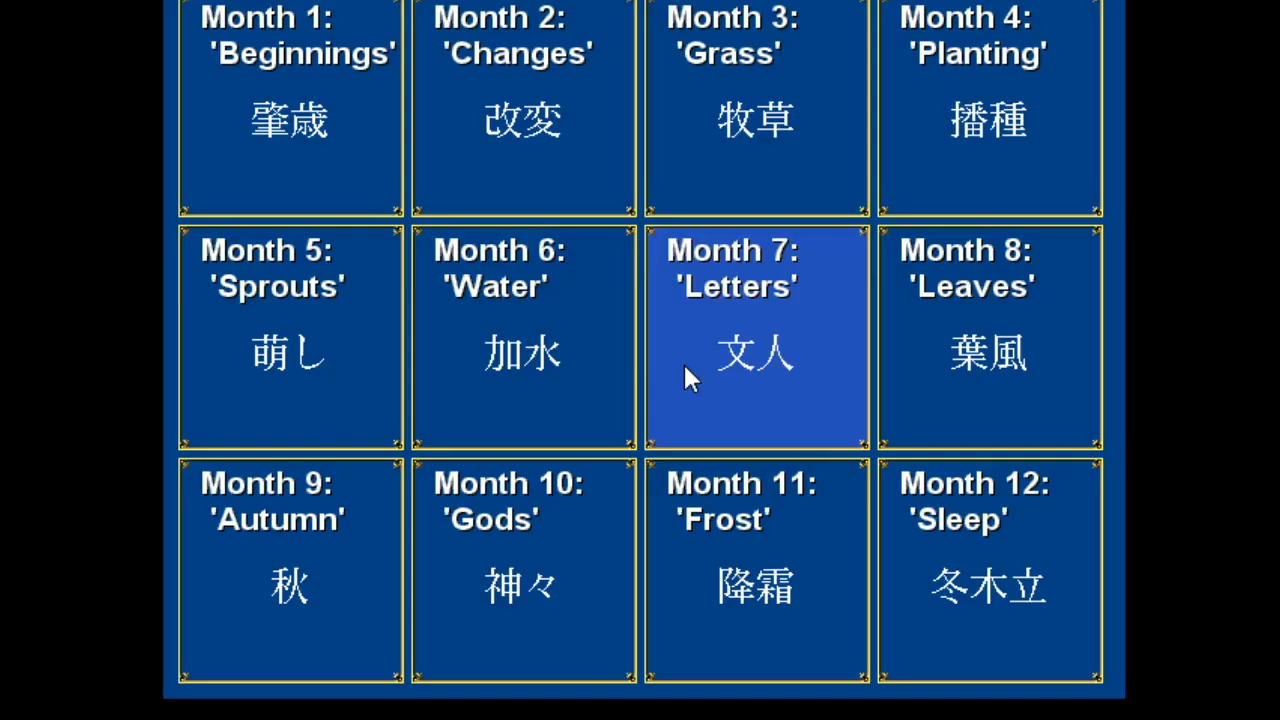 Month 1:
'Beginnings'
肇歳
Month 2:
'Changes'
改変
Month 3:
'Grass'
牧草
Month 4:
'Planting'
播種
Month 5:
'Sprouts'
萌し
Month 6:
'Water'
加水
Month 7:
'Letters'
文人
Month 8:
'Leaves'
葉風
Month 9:
'Autumn'
秋
Month 10:
'Gods'
神々
Month 11:
'Frost'
降霜
Month 12:
'Sleep'
冬木立